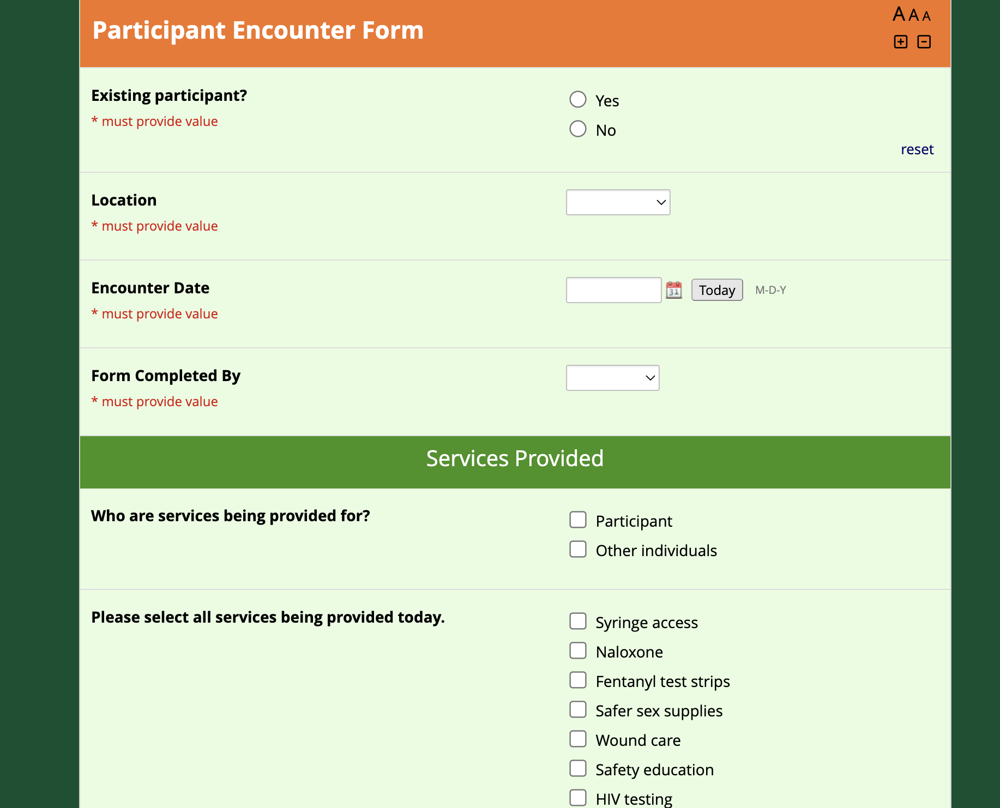 Participant Encounter Form
A A A
Existing participant?
* must provide value
Yes
No
reset
Location
* must provide value
Encounter Date
* must provide value
31
Today
M-D-Y
Form Completed By
* must provide value
Services Provided
Who are services being provided for?
Participant
Other individuals
Please select all services being provided today.
Syringe access
Naloxone
Fentanyl test strips
Safer sex supplies
Wound care
Safety education
HIV testing